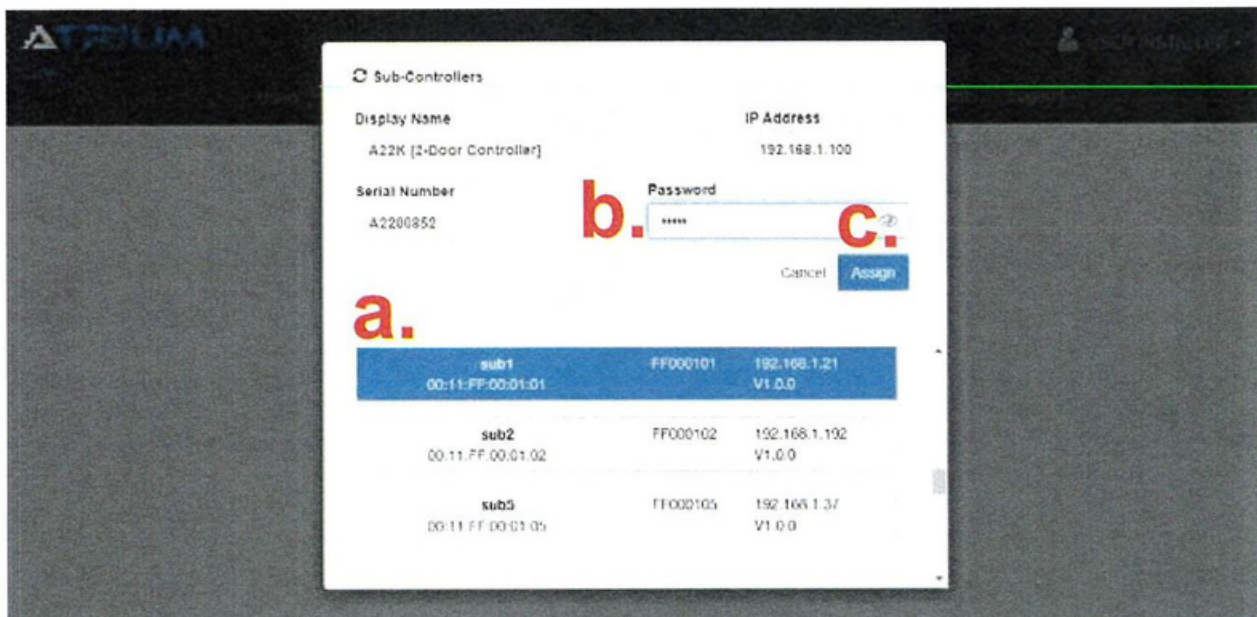 ATRIUM
Sub-Controllers
Display Name IP Address
A22K [2-Door Controller] 192.168.1.100
Serial Number Password
A2200852 b. ***** c.
Cancel Assign
a.
sub1 FF000101 192.168.1.21
00:11:FF:00:01:01 V1.0.0
sub2 FF000102 192.168.1.192
00:11:FF:00:01:02 V1.0.0
sub5 FF000105 192.168.1.37
00:11:FF:00:01:05 V1.0.0